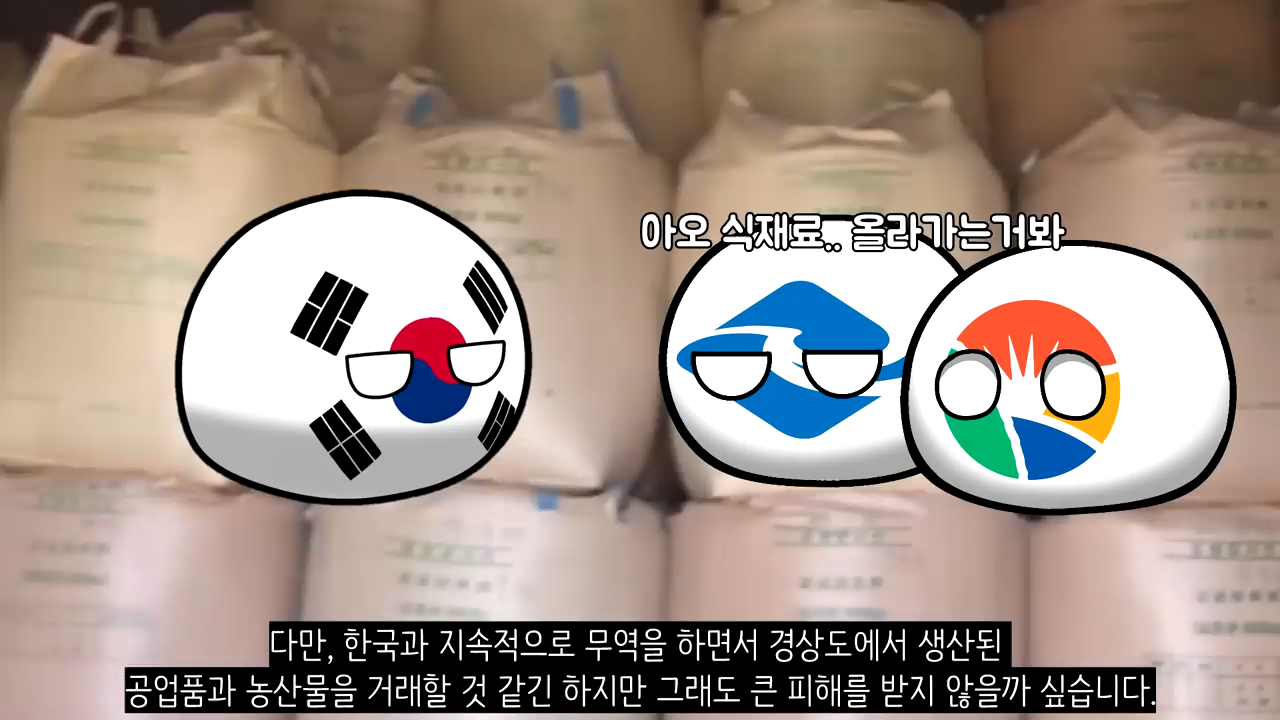 아오 식재료.. 올라가는거봐
다만, 한국과 지속적으로 무역을 하면서 경상도에서 생산된
공업품과 농산물을 거래할 것 같긴 하지만 그래도 큰 피해를 받지 않을까 싶습니다.